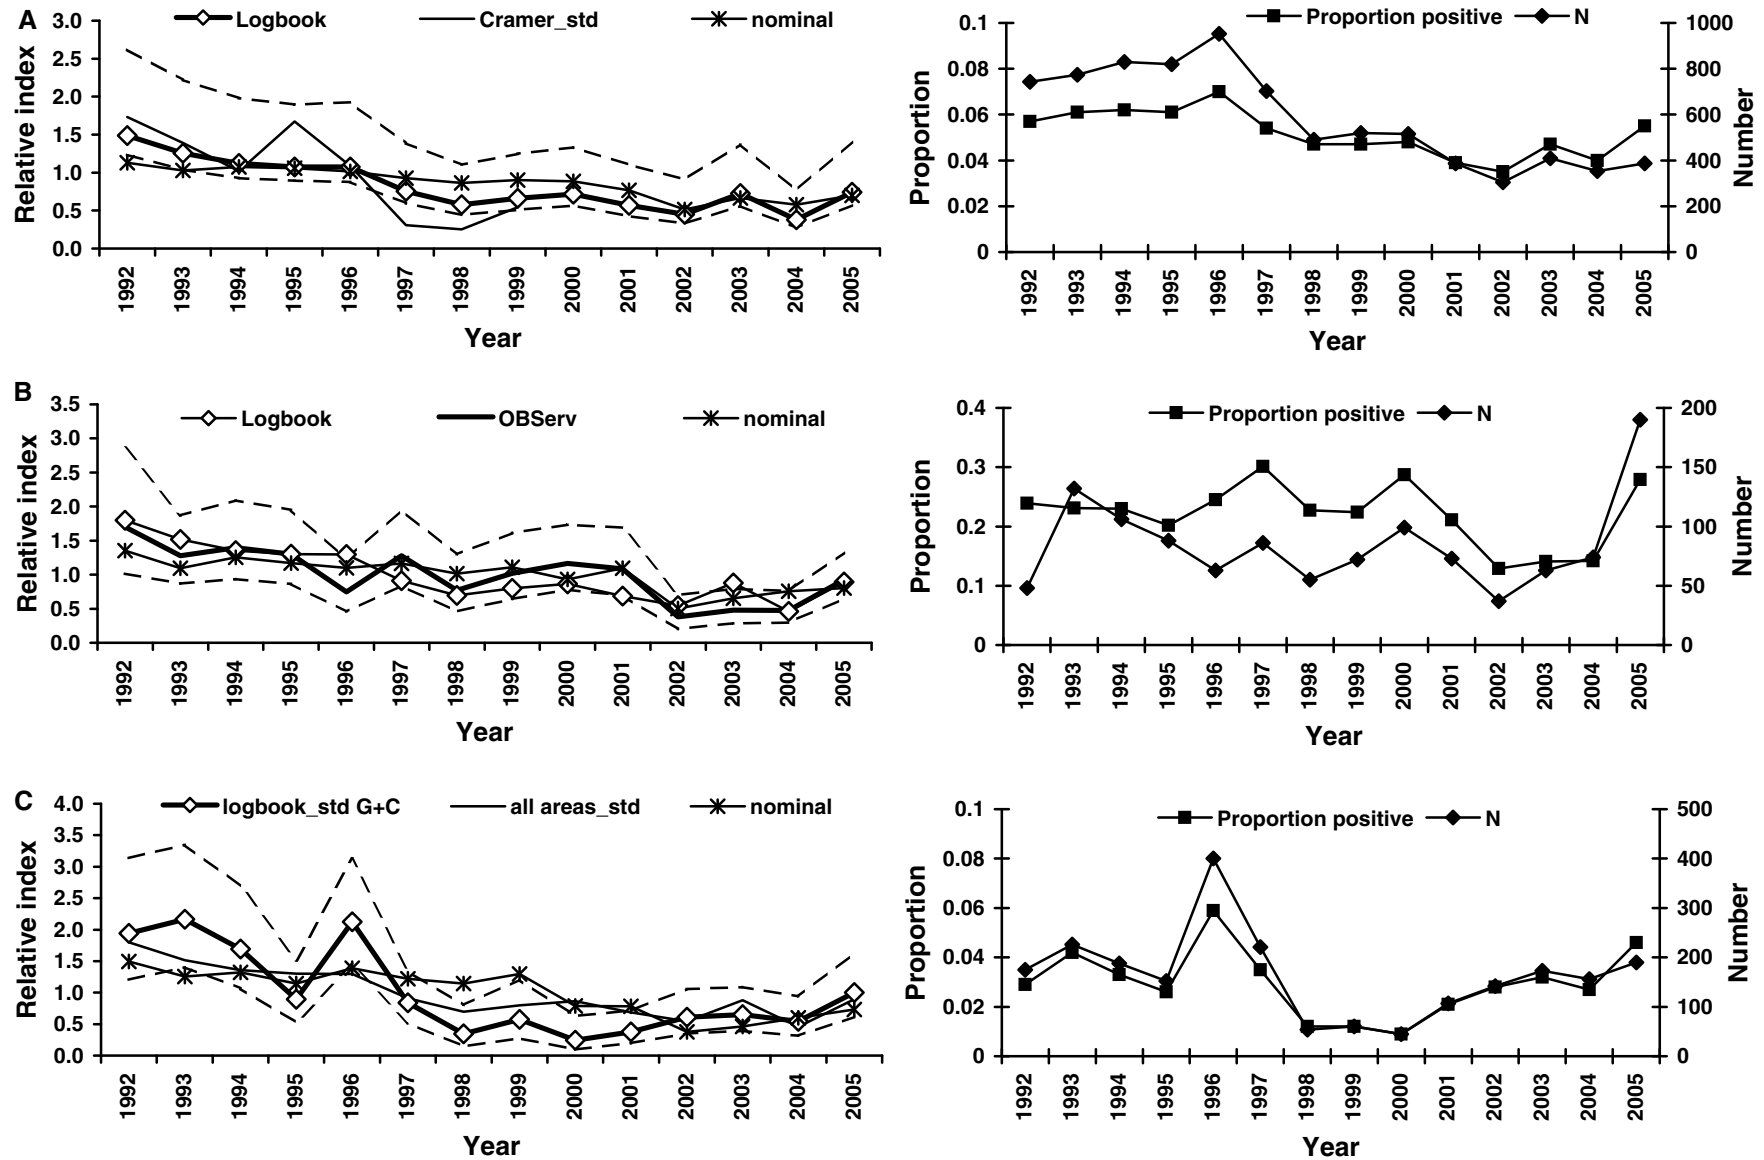 A
Logbook Cramer_std nominal
Relative index
3.0
2.5
2.0
1.5
1.0
0.5
0.0
1992 1993 1994 1995 1996 1997 1998 1999 2000 2001 2002 2003 2004 2005
Year
Proportion positive N
Proportion
0.1
0.08
0.06
0.04
0.02
0
1000
800
600
400
200
0
Number
1992 1993 1994 1995 1996 1997 1998 1999 2000 2001 2002 2003 2004 2005
Year
B
Logbook OBServ nominal
Relative index
3.5
3.0
2.5
2.0
1.5
1.0
0.5
0.0
1992 1993 1994 1995 1996 1997 1998 1999 2000 2001 2002 2003 2004 2005
Year
Proportion positive N
Proportion
0.4
0.3
0.2
0.1
0
200
150
100
50
0
Number
1992 1993 1994 1995 1996 1997 1998 1999 2000 2001 2002 2003 2004 2005
Year
C
logbook_std G+C all areas_std nominal
Relative index
4.0
3.5
3.0
2.5
2.0
1.5
1.0
0.5
0.0
1992 1993 1994 1995 1996 1997 1998 1999 2000 2001 2002 2003 2004 2005
Year
Proportion positive N
Proportion
0.1
0.08
0.06
0.04
0.02
0
500
400
300
200
100
0
Number
1992 1993 1994 1995 1996 1997 1998 1999 2000 2001 2002 2003 2004 2005
Year